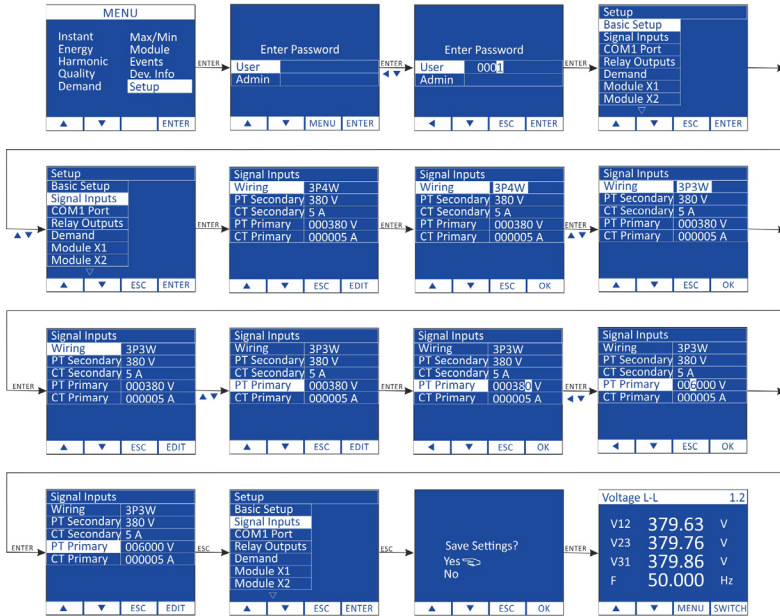 MENU
Instant Max/Min
Energy Module
Harmonic Events
Quality Dev. Info
Demand Setup
▲ ▼ ENTER
ENTER
Enter Password
User
Admin
▲ ▼ MENU ENTER
ENTER
◀ ▼
Enter Password
User 0001
Admin
◀ ▼ ESC ENTER
ENTER
Setup
Basic Setup
Signal Inputs
COM1 Port
Relay Outputs
Demand
Module X1
Module X2
▽
▲ ▼ ESC ENTER
▲ ▼
Setup
Basic Setup
Signal Inputs
COM1 Port
Relay Outputs
Demand
Module X1
Module X2
▽
▲ ▼ ESC ENTER
ENTER
Signal Inputs
Wiring 3P4W
PT Secondary 380 V
CT Secondary 5 A
PT Primary 000380 V
CT Primary 000005 A
▲ ▼ ESC EDIT
ENTER
Signal Inputs
Wiring 3P4W
PT Secondary 380 V
CT Secondary 5 A
PT Primary 000380 V
CT Primary 000005 A
▲ ▼ ESC OK
ENTER
▲ ▼
Signal Inputs
Wiring 3P3W
PT Secondary 380 V
CT Secondary 5 A
PT Primary 000380 V
CT Primary 000005 A
▲ ▼ ESC OK
ENTER
Signal Inputs
Wiring 3P3W
PT Secondary 380 V
CT Secondary 5 A
PT Primary 000380 V
CT Primary 000005 A
▲ ▼ ESC EDIT
▲ ▼
Signal Inputs
Wiring 3P3W
PT Secondary 380 V
CT Secondary 5 A
PT Primary 000380 V
CT Primary 000005 A
▲ ▼ ESC EDIT
ENTER
Signal Inputs
Wiring 3P3W
PT Secondary 380 V
CT Secondary 5 A
PT Primary 000380 V
CT Primary 000005 A
◀ ▼ ESC OK
ENTER
◀ ▼
Signal Inputs
Wiring 3P3W
PT Secondary 380 V
CT Secondary 5 A
PT Primary 006000 V
CT Primary 000005 A
◀ ▼ ESC OK
ENTER
Signal Inputs
Wiring 3P3W
PT Secondary 380 V
CT Secondary 5 A
PT Primary 006000 V
CT Primary 000005 A
▲ ▼ ESC EDIT
ESC
Setup
Basic Setup
Signal Inputs
COM1 Port
Relay Outputs
Demand
Module X1
Module X2
▽
▲ ▼ ESC ENTER
ESC
Save Settings?
Yes
No
▲ ▼ ESC OK
ENTER
Voltage L-L 1.2
V12 379.63 V
V23 379.76 V
V31 379.86 V
F 50.000 Hz
▲ ▼ MENU SWITCH